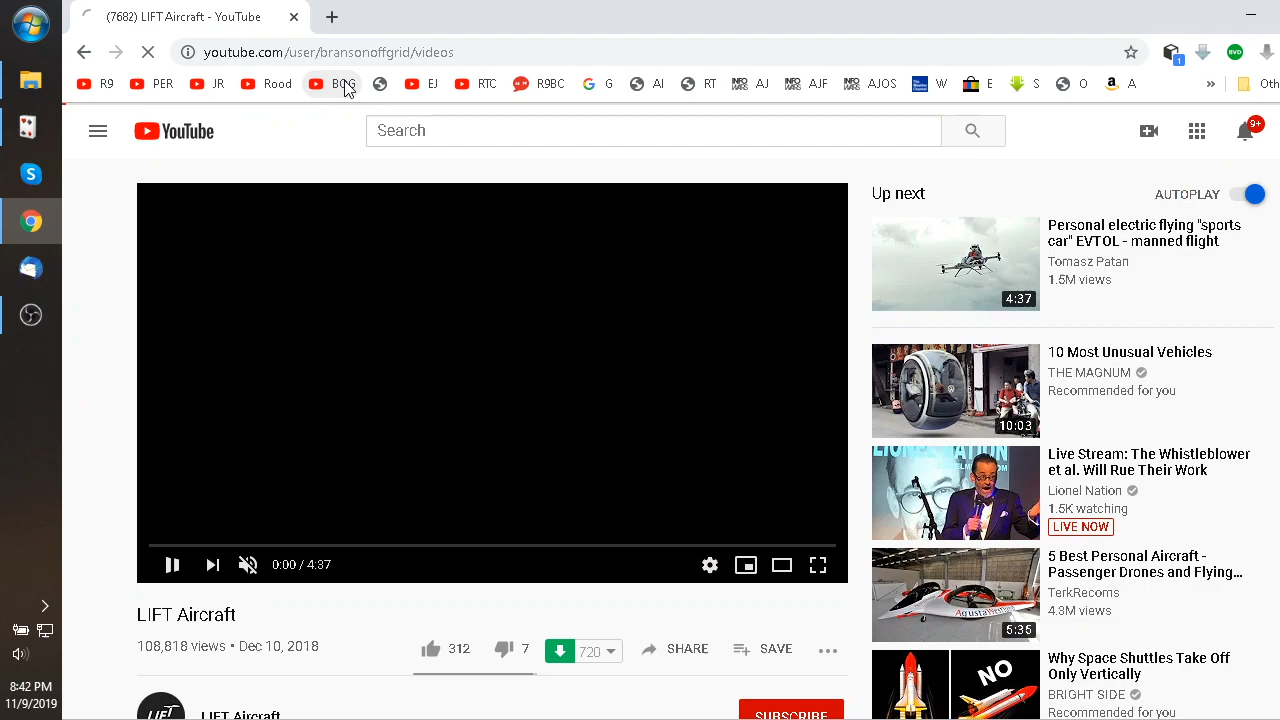 (7682) LIFT Aircraft - YouTube
youtube.com/user/bransonoffgrid/videos
1
BVD
R9 PER JR Rood BOG EJ RTC R9BC G AI RT AJ AJF AJOS W E S O A » Oth
YouTube
Search
9+
Up next
AUTOPLAY
Personal electric flying "sports
car" EVTOL - manned flight
Tomasz Patan
1.5M views
4:37
10 Most Unusual Vehicles
THE MAGNUM
Recommended for you
10:03
Live Stream: The Whistleblower
et al. Will Rue Their Work
Lionel Nation
1.5K watching
LIVE NOW
5 Best Personal Aircraft -
Passenger Drones and Flying...
TerkRecoms
4.3M views
5:35
Why Space Shuttles Take Off
Only Vertically
BRIGHT SIDE
Recommended for you
NO
0:00 / 4:37
LIFT Aircraft
108,818 views • Dec 10, 2018
312 7 720 SHARE SAVE
LIFT
LIFT Aircraft
SUBSCRIBE
8:42 PM
11/9/2019